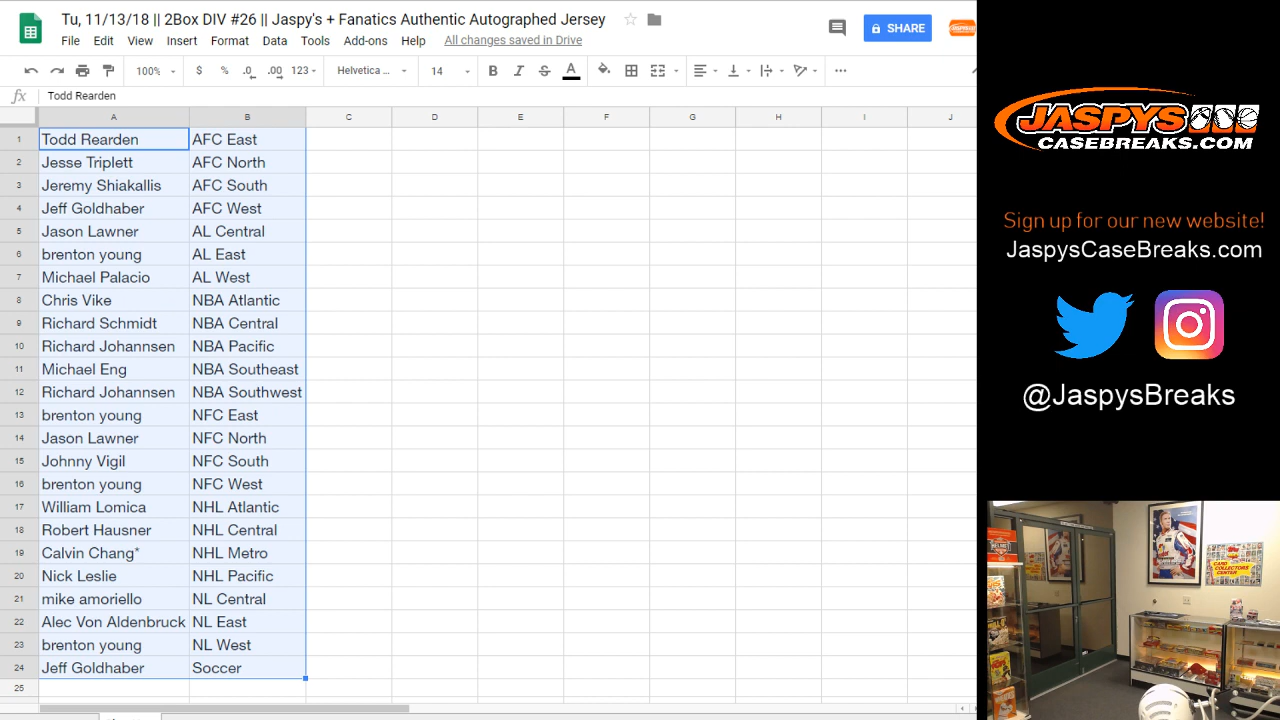 Tu, 11/13/18 || 2Box DIV #26 || Jaspy's + Fanatics Authentic Autographed Jersey
File Edit View Insert Format Data Tools Add-ons Help All changes saved in Drive
SHARE
100% $ % .0 .00 123 Helvetica ... 14 B I S A
fx Todd Rearden
A B C D E F G H I J
1 Todd Rearden AFC East
2 Jesse Triplett AFC North
3 Jeremy Shiakallis AFC South
4 Jeff Goldhaber AFC West
5 Jason Lawner AL Central
6 brenton young AL East
7 Michael Palacio AL West
8 Chris Vike NBA Atlantic
9 Richard Schmidt NBA Central
10 Richard Johannsen NBA Pacific
11 Michael Eng NBA Southeast
12 Richard Johannsen NBA Southwest
13 brenton young NFC East
14 Jason Lawner NFC North
15 Johnny Vigil NFC South
16 brenton young NFC West
17 William Lomica NHL Atlantic
18 Robert Hausner NHL Central
19 Calvin Chang* NHL Metro
20 Nick Leslie NHL Pacific
21 mike amoriello NL Central
22 Alec Von Aldenbruck NL East
23 brenton young NL West
24 Jeff Goldhaber Soccer
25
JASPYS
CASEBREAKS.COM
Sign up for our new website!
JaspysCaseBreaks.com
@JaspysBreaks
CARD
COLLECTORS
CENTER